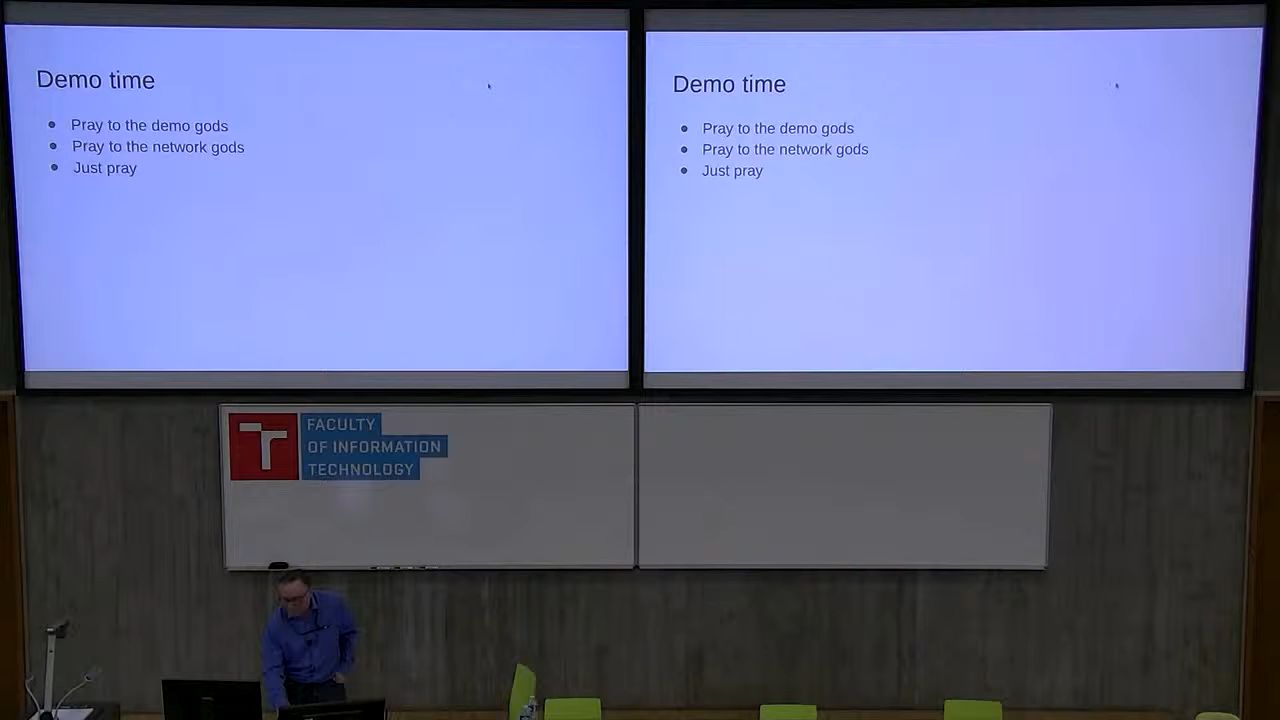 Demo time
● Pray to the demo gods
● Pray to the network gods
● Just pray
Demo time
● Pray to the demo gods
● Pray to the network gods
● Just pray
T FACULTY
OF INFORMATION
TECHNOLOGY